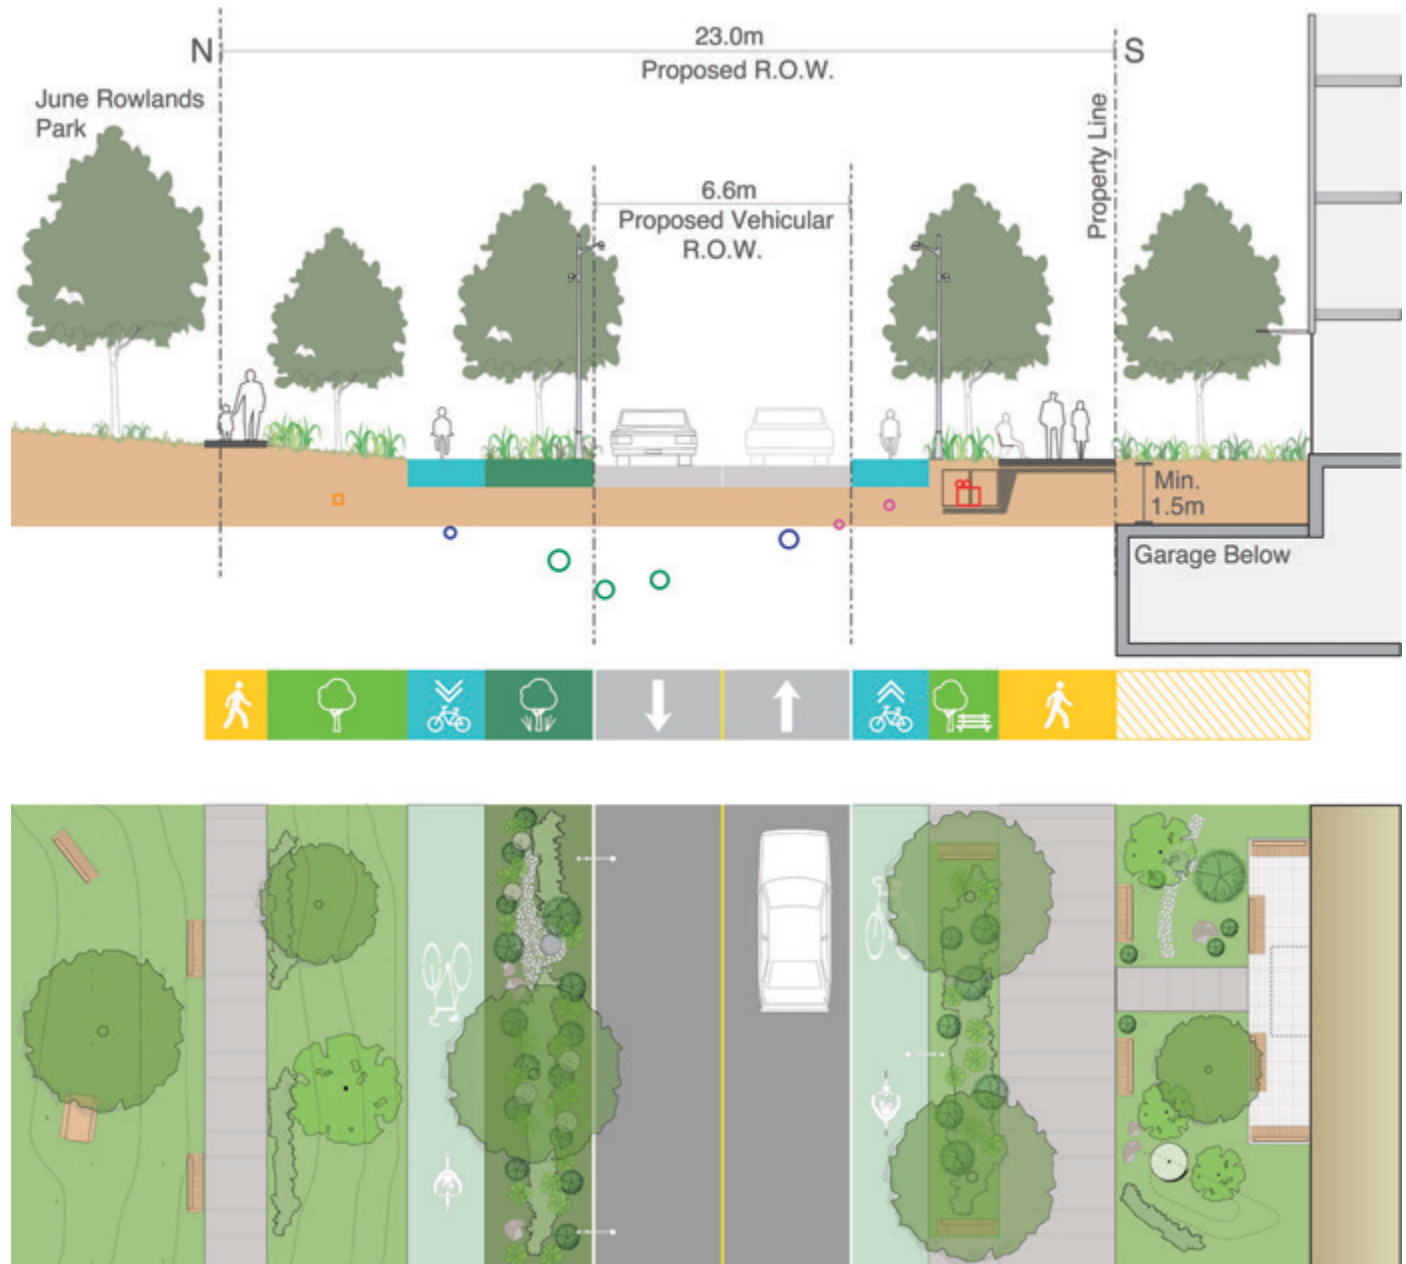 N
23.0m
S
Proposed R.O.W.
June Rowlands
Park
Property Line
6.6m
Proposed Vehicular
R.O.W.
Min.
1.5m
Garage Below